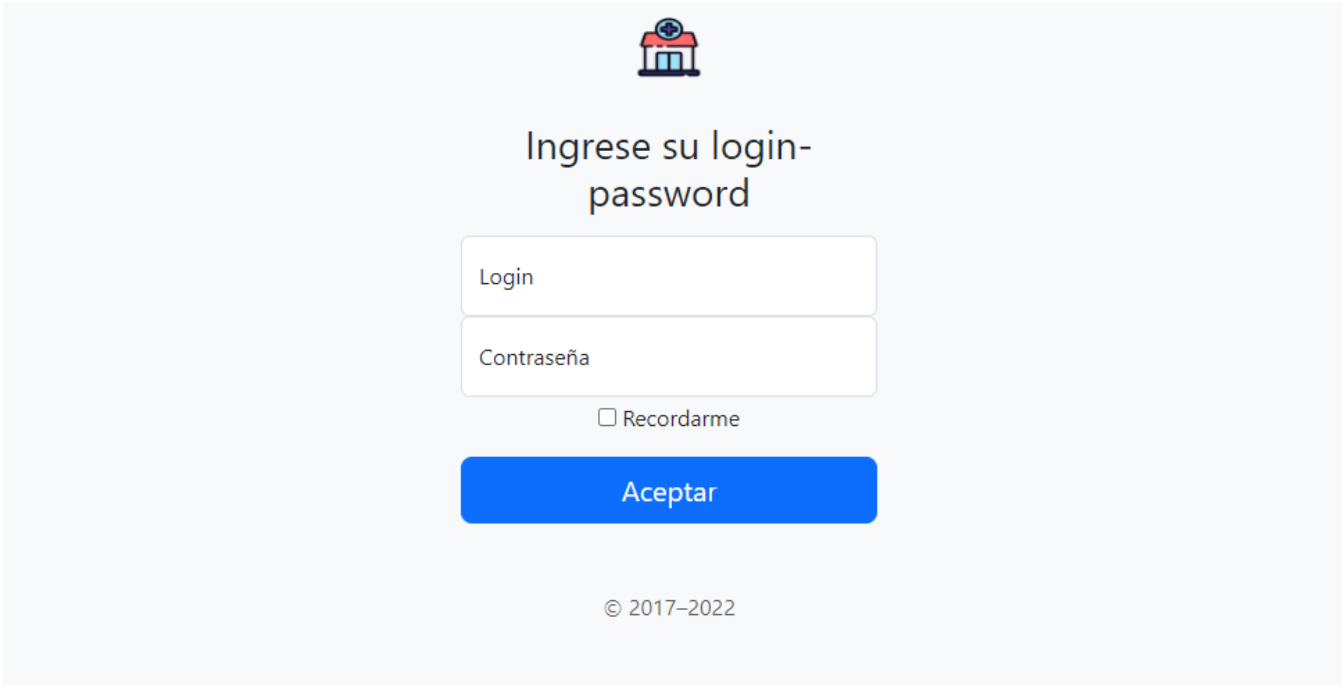 Ingrese su login-
password
Login
Contraseña
Recordarme
Aceptar
© 2017–2022